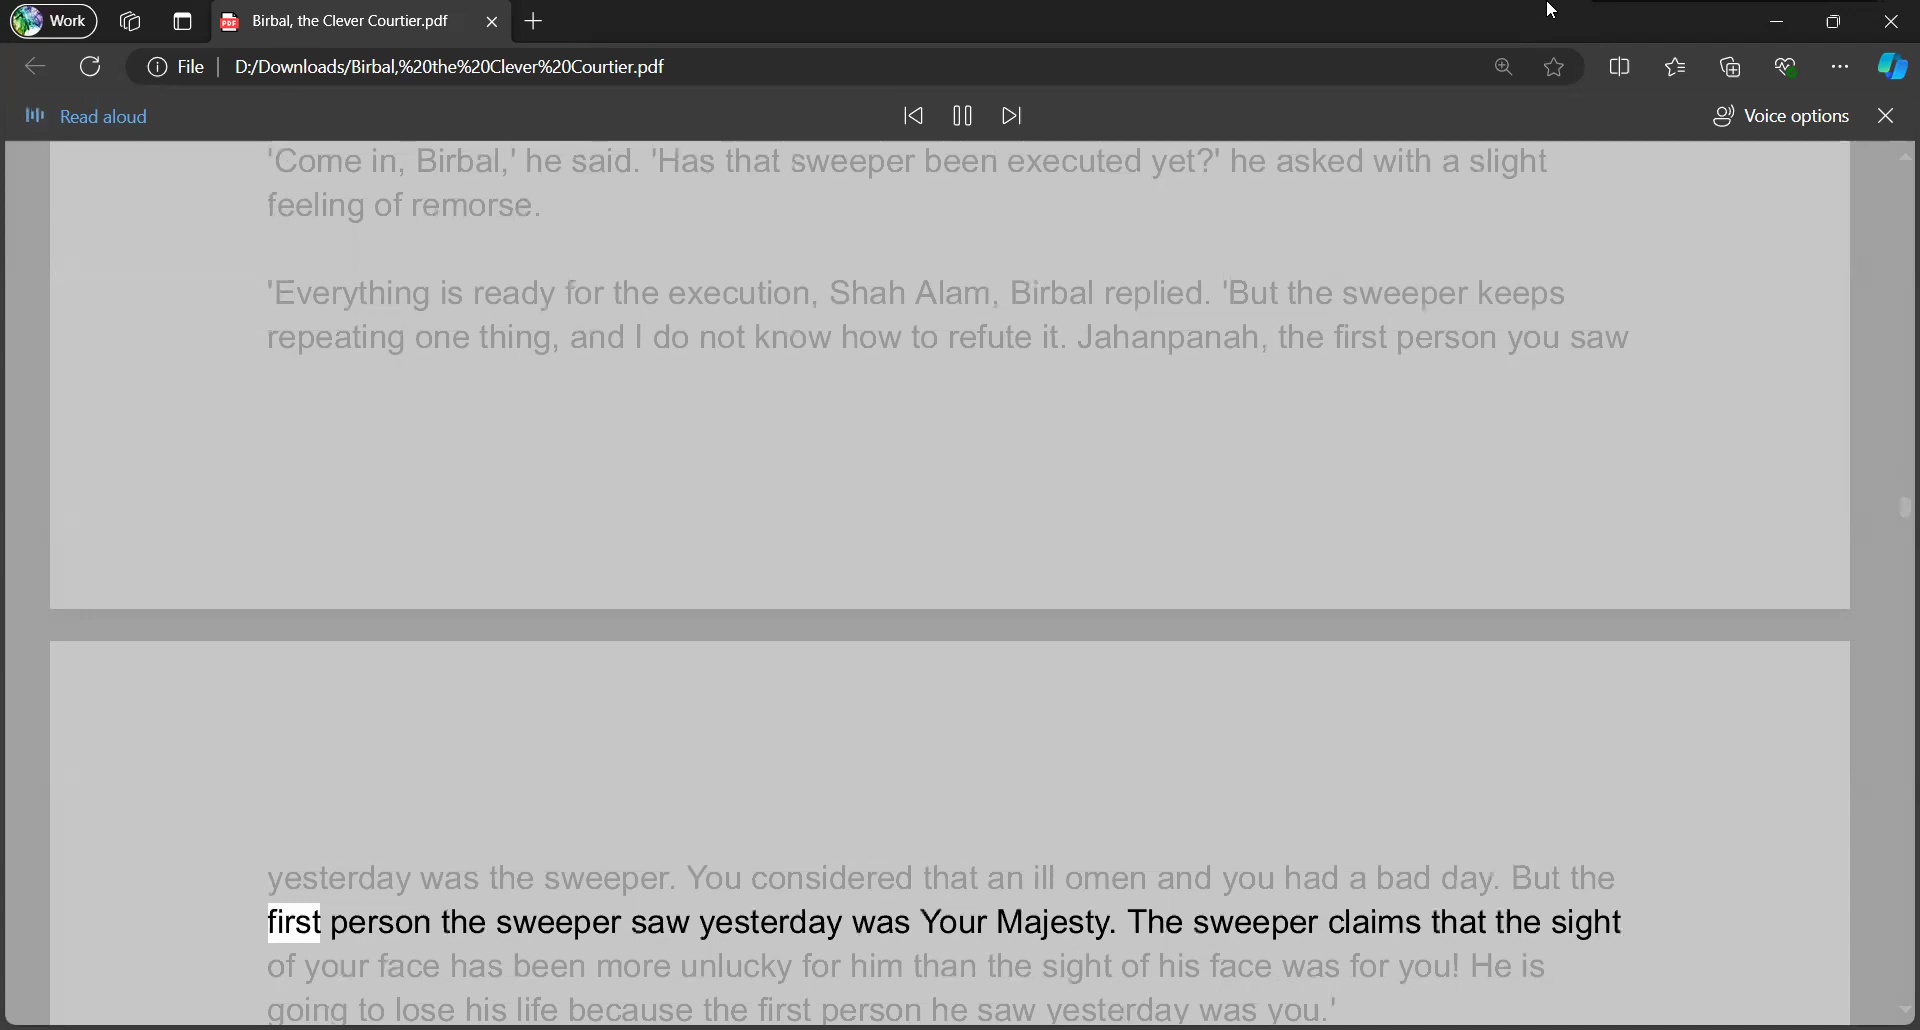 Work
Birbal, the Clever Courtier.pdf
File
D:/Downloads/Birbal,%20the%20Clever%20Courtier.pdf
Read aloud
Voice options
'Come in, Birbal,' he said. 'Has that sweeper been executed yet?' he asked with a slight
feeling of remorse.
'Everything is ready for the execution, Shah Alam, Birbal replied. 'But the sweeper keeps
repeating one thing, and I do not know how to refute it. Jahanpanah, the first person you saw
yesterday was the sweeper. You considered that an ill omen and you had a bad day. But the
first person the sweeper saw yesterday was Your Majesty. The sweeper claims that the sight
of your face has been more unlucky for him than the sight of his face was for you! He is
going to lose his life because the first person he saw yesterday was you.'